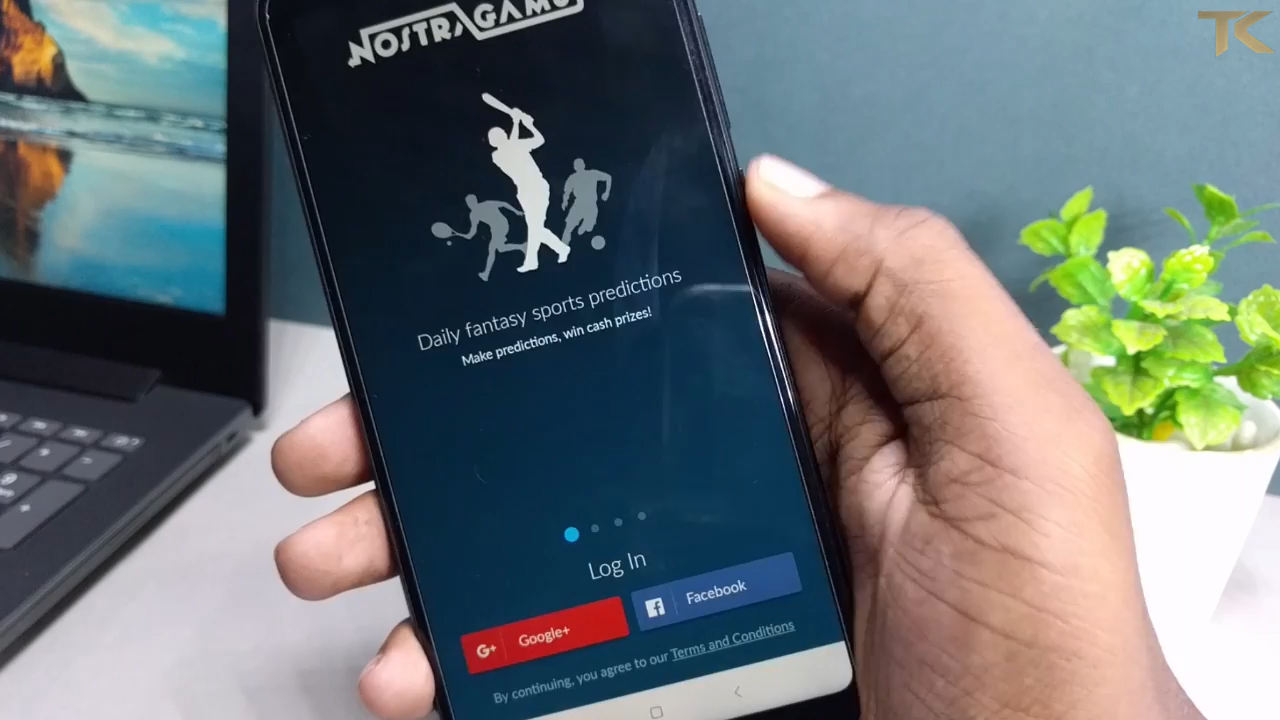 TK
NOSTRAGAMUS
Daily fantasy sports predictions
Make predictions, win cash prizes!
Log In
G+ Google+
f Facebook
By continuing, you agree to our Terms and Conditions